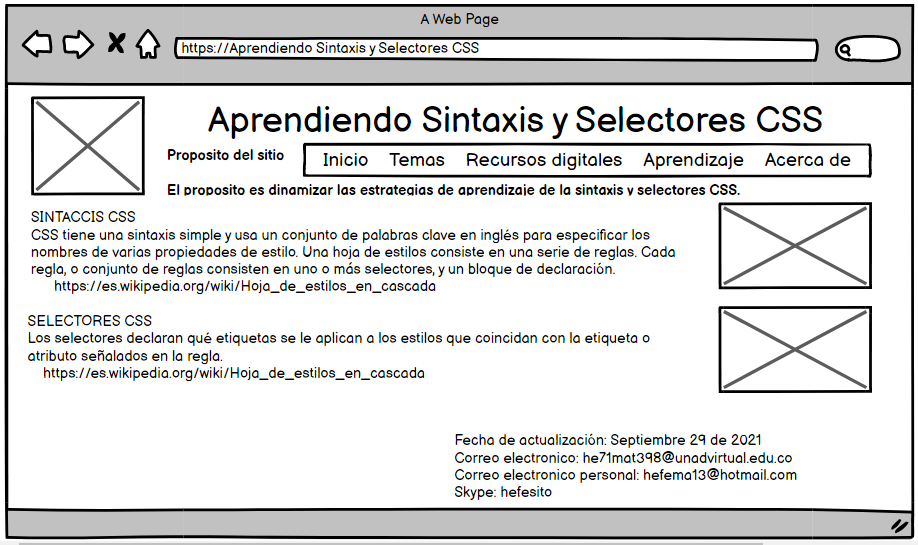 A Web Page
https://Aprendiendo Sintaxis y Selectores CSS
Aprendiendo Sintaxis y Selectores CSS
Proposito del sitio
Inicio Temas Recursos digitales Aprendizaje Acerca de
El proposito es dinamizar las estrategias de aprendizaje de la sintaxis y selectores CSS.
SINTACCIS CSS
CSS tiene una sintaxis simple y usa un conjunto de palabras clave en inglés para especificar los
nombres de varias propiedades de estilo. Una hoja de estilos consiste en una serie de reglas. Cada
regla, o conjunto de reglas consisten en uno o más selectores, y un bloque de declaración.
https://es.wikipedia.org/wiki/Hoja_de_estilos_en_cascada
SELECTORES CSS
Los selectores declaran qué etiquetas se le aplican a los estilos que coincidan con la etiqueta o
atributo señalados en la regla.
https://es.wikipedia.org/wiki/Hoja_de_estilos_en_cascada
Fecha de actualización: Septiembre 29 de 2021
Correo electronico: he71mat398@unadvirtual.edu.co
Correo electronico personal: hefema13@hotmail.com
Skype: hefesito